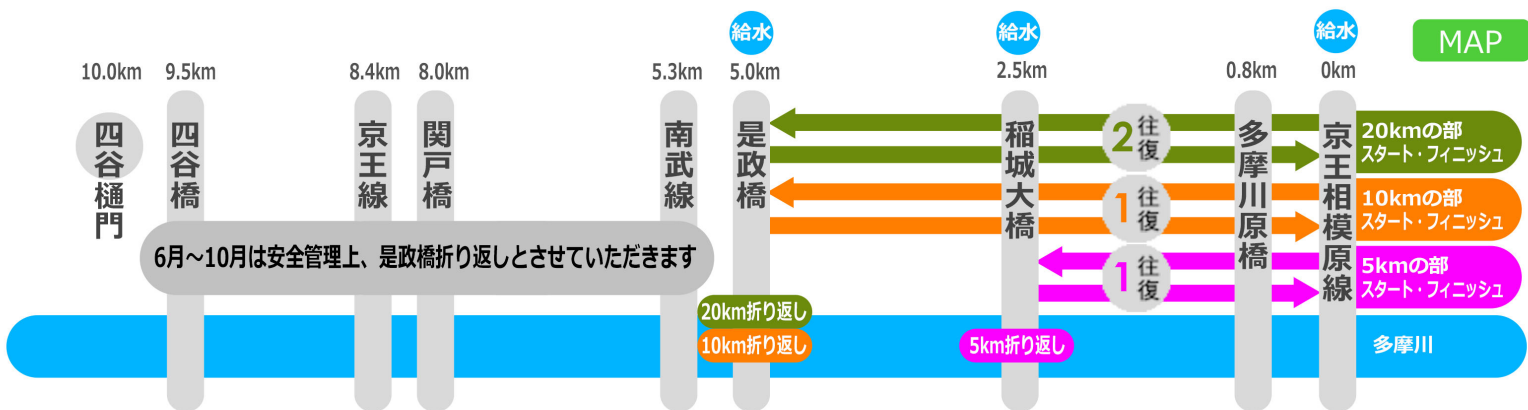 給水
給水
給水
MAP
10.0km
9.5km
8.4km
8.0km
5.3km
5.0km
2.5km
0.8km
0km
四谷樋門
四谷橋
京王線
関戸橋
南武線
是政橋
稲城大橋
多摩川原橋
京王相模原線
2往復
1往復
1往復
20kmの部
スタート・フィニッシュ
10kmの部
スタート・フィニッシュ
5kmの部
スタート・フィニッシュ
6月～10月は安全管理上、是政橋折り返しとさせていただきます
20km折り返し
10km折り返し
5km折り返し
多摩川